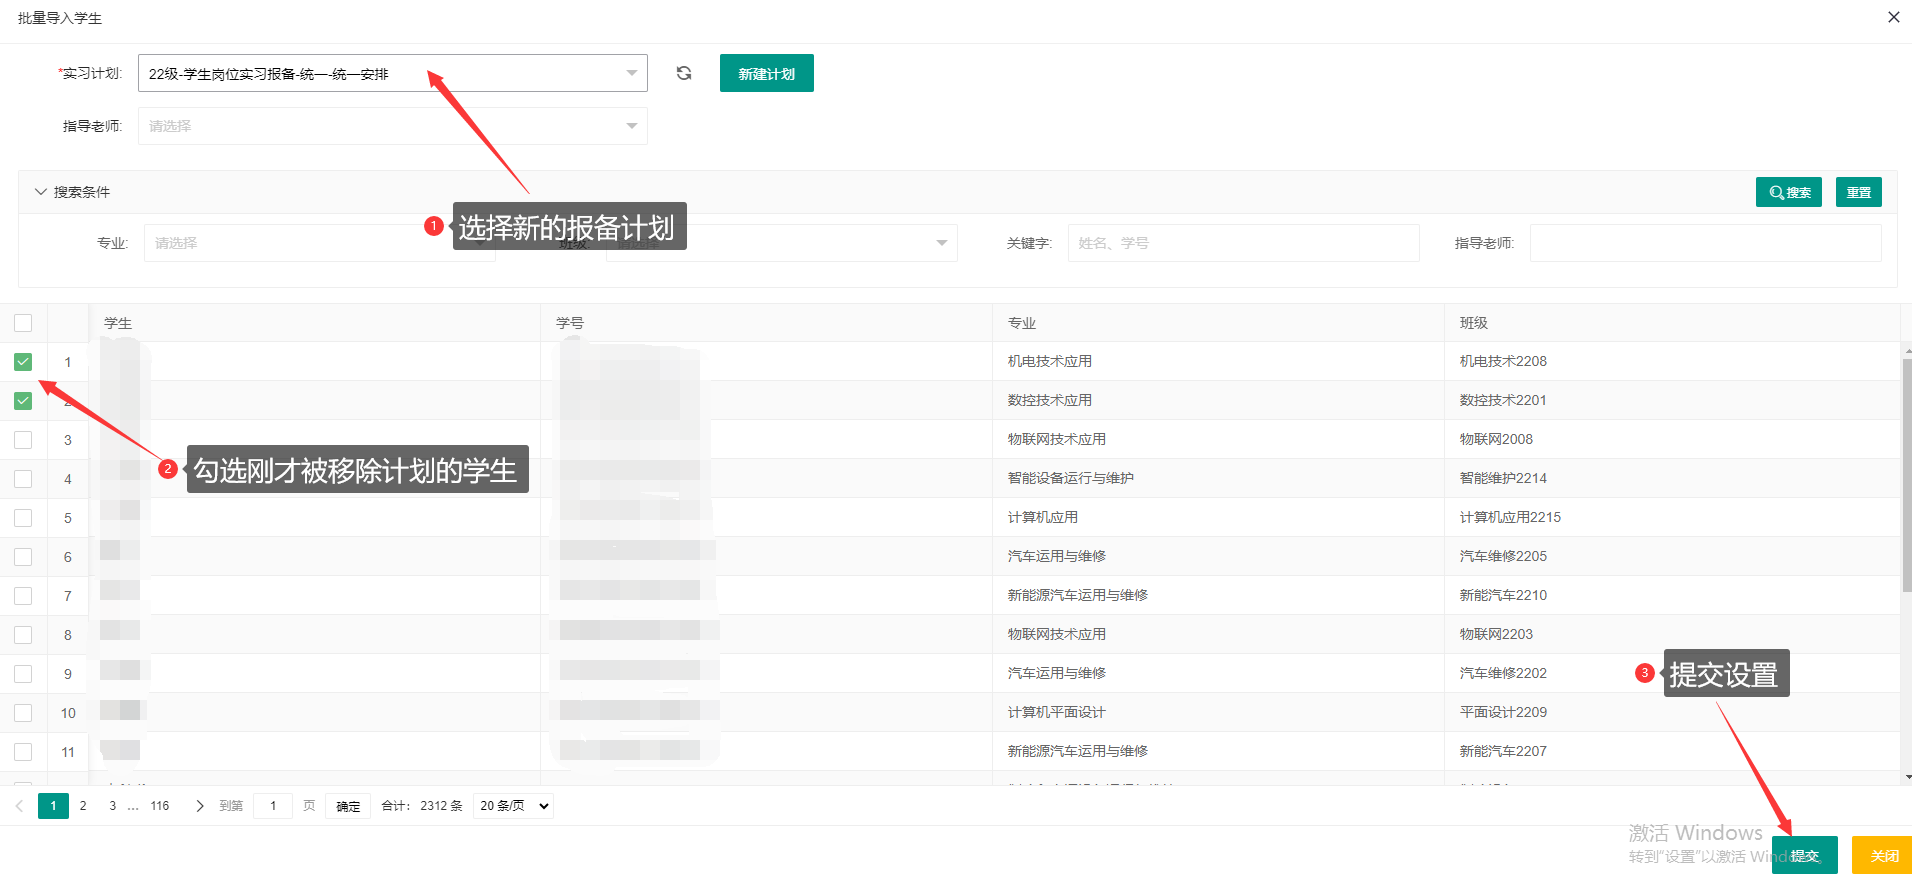 批量导入学生
*实习计划: 22级-学生岗位实习报备-统一-统一安排 新建计划
指导老师: 请选择
搜索条件 搜索 重置
1 选择新的报备计划
专业: 请选择 班级: 请选择 关键字: 姓名、学号 指导老师:
学生 学号 专业 班级
1 机电技术应用 机电技术2208
2 数控技术应用 数控技术2201
3 物联网技术应用 物联网2008
2 勾选刚才被移除计划的学生
4 智能设备运行与维护 智能维护2214
5 计算机应用 计算机应用2215
6 汽车运用与维修 汽车维修2205
7 新能源汽车运用与维修 新能汽车2210
8 物联网技术应用 物联网2203
9 汽车运用与维修 汽车维修2202
3 提交设置
10 计算机平面设计 平面设计2209
11 新能源汽车运用与维修 新能汽车2207
1 2 3 ... 116 到第 1 页 确定 合计: 2312 条 20 条/页
激活 Windows
转到“设置”以激活 Windows。
提交 关闭